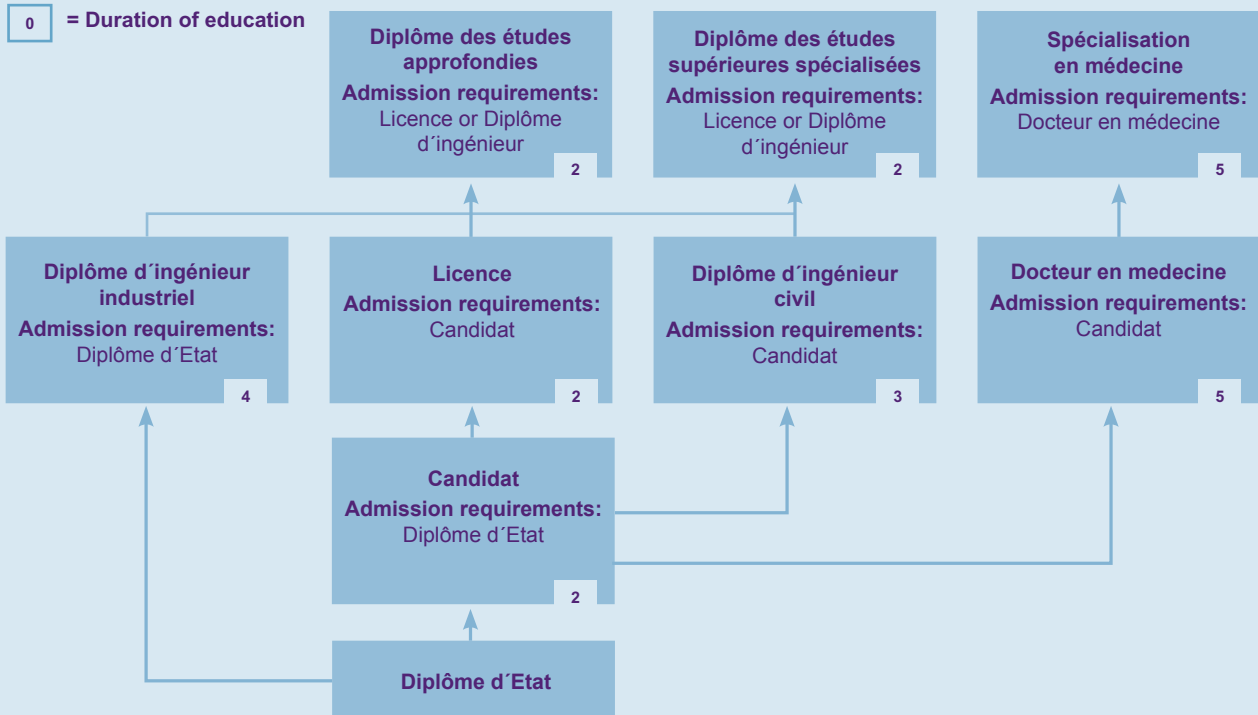 0
= Duration of education
Diplôme des études
approfondies
Admission requirements:
Licence or Diplôme
d´ingénieur
2
Diplôme des études
supérieures spécialisées
Admission requirements:
Licence or Diplôme
d´ingénieur
2
Spécialisation
en médecine
Admission requirements:
Docteur en médecine
5
Diplôme d´ingénieur
industriel
Admission requirements:
Diplôme d´Etat
4
Licence
Admission requirements:
Candidat
2
Diplôme d´ingénieur
civil
Admission requirements:
Candidat
3
Docteur en medecine
Admission requirements:
Candidat
5
Candidat
Admission requirements:
Diplôme d´Etat
2
Diplôme d´Etat